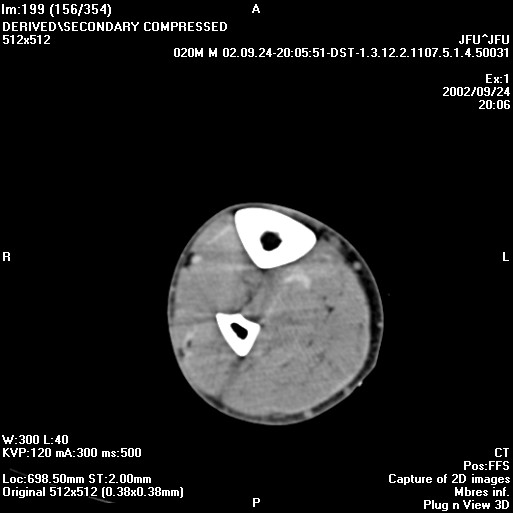 Im:199 (156/354)
A
DERIVED\SECONDARY COMPRESSED
512x512
JFU^JFU
020M M 02.09.24-20:05:51-DST-1.3.12.2.1107.5.1.4.50031
Ex:1
2002/09/24
20:06
R
L
W:300 L:40
KVP:120 mA:300 ms:500
CT
Pos:FFS
Loc:698.50mm ST:2.00mm
Capture of 2D images
Original 512x512 (0.38x0.38mm)
Mbres inf.
P
Plug n View 3D